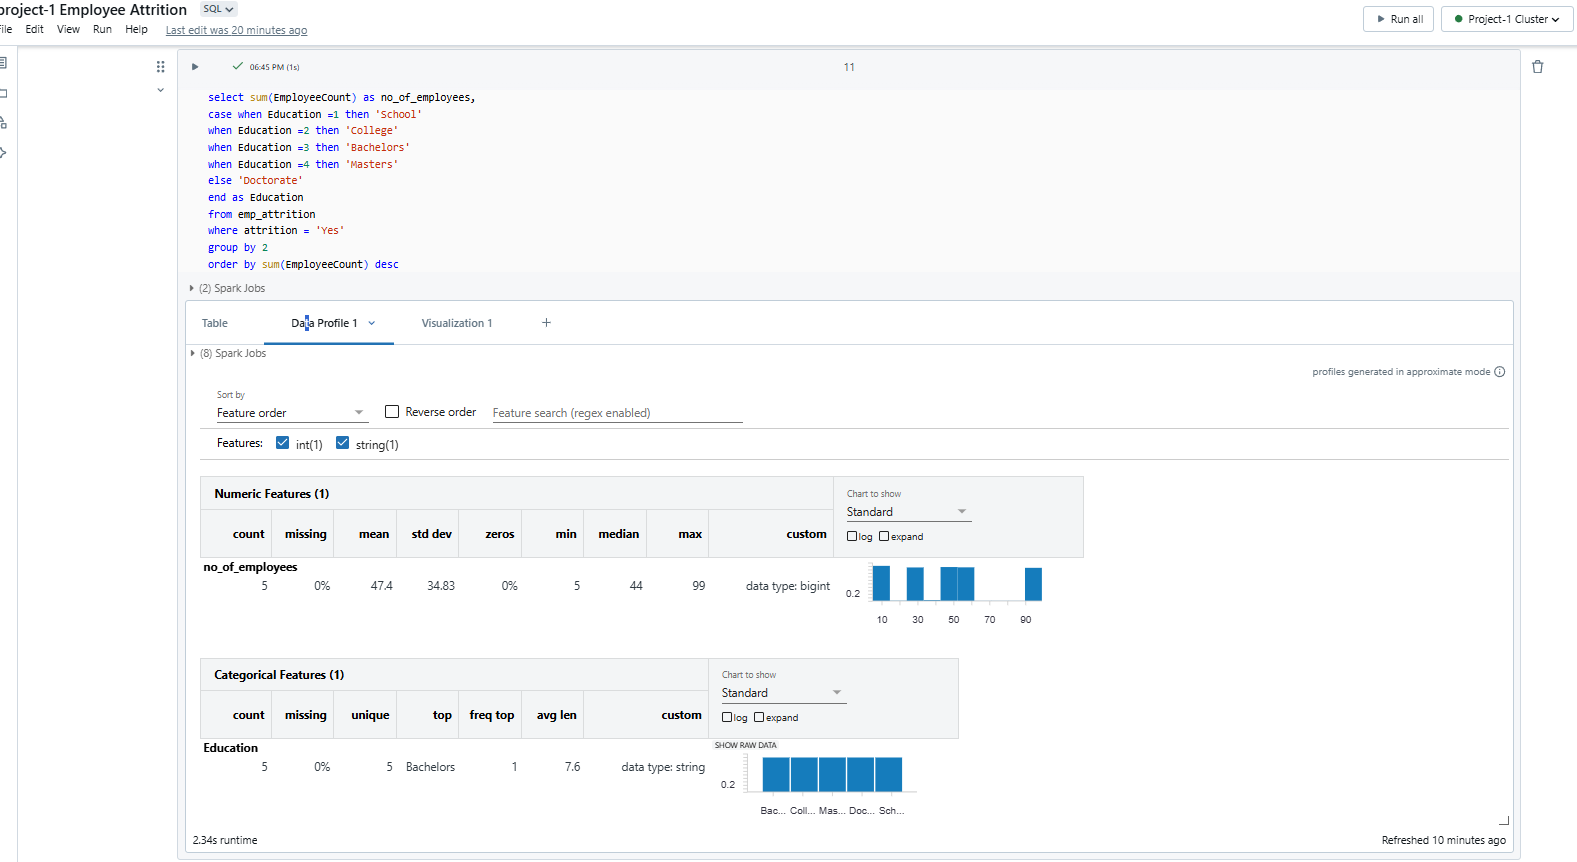 project-1 Employee Attrition SQL
File Edit View Run Help Last edit was 20 minutes ago
Run all Project-1 Cluster
06:45 PM (1s) 11
select sum(EmployeeCount) as no_of_employees,
case when Education =1 then 'School'
when Education =2 then 'College'
when Education =3 then 'Bachelors'
when Education =4 then 'Masters'
else 'Doctorate'
end as Education
from emp_attrition
where attrition = 'Yes'
group by 2
order by sum(EmployeeCount) desc
(2) Spark Jobs
Table Data Profile 1 Visualization 1 +
(8) Spark Jobs
profiles generated in approximate mode
Sort by
Feature order Reverse order Feature search (regex enabled)
Features: int(1) string(1)
Numeric Features (1)
Chart to show
Standard
log expand
count missing mean std dev zeros min median max custom
no_of_employees
5 0% 47.4 34.83 0% 5 44 99 data type: bigint
0.2
10 30 50 70 90
Categorical Features (1)
Chart to show
Standard
log expand
count missing unique top freq top avg len custom
Education
SHOW RAW DATA
5 0% 5 Bachelors 1 7.6 data type: string
0.2
Bac... Coll... Mas... Doc... Sch...
2.34s runtime
Refreshed 10 minutes ago